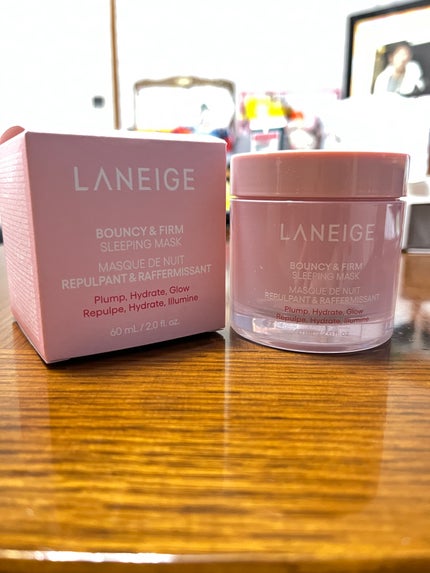 LANEIGE
BOUNCY & FIRM
SLEEPING MASK
MASQUE DE NUIT
REPULPANT & RAFFERMISSANT
Plump, Hydrate, Glow
Repulpe, Hydrate, Illumine
60 mL / 2.0 fl. oz.
LANEIGE
BOUNCY & FIRM
SLEEPING MASK
MASQUE DE NUIT
REPULPANT & RAFFERMISSANT
Plump, Hydrate, Glow
Repulpe, Hydrate, Illumine